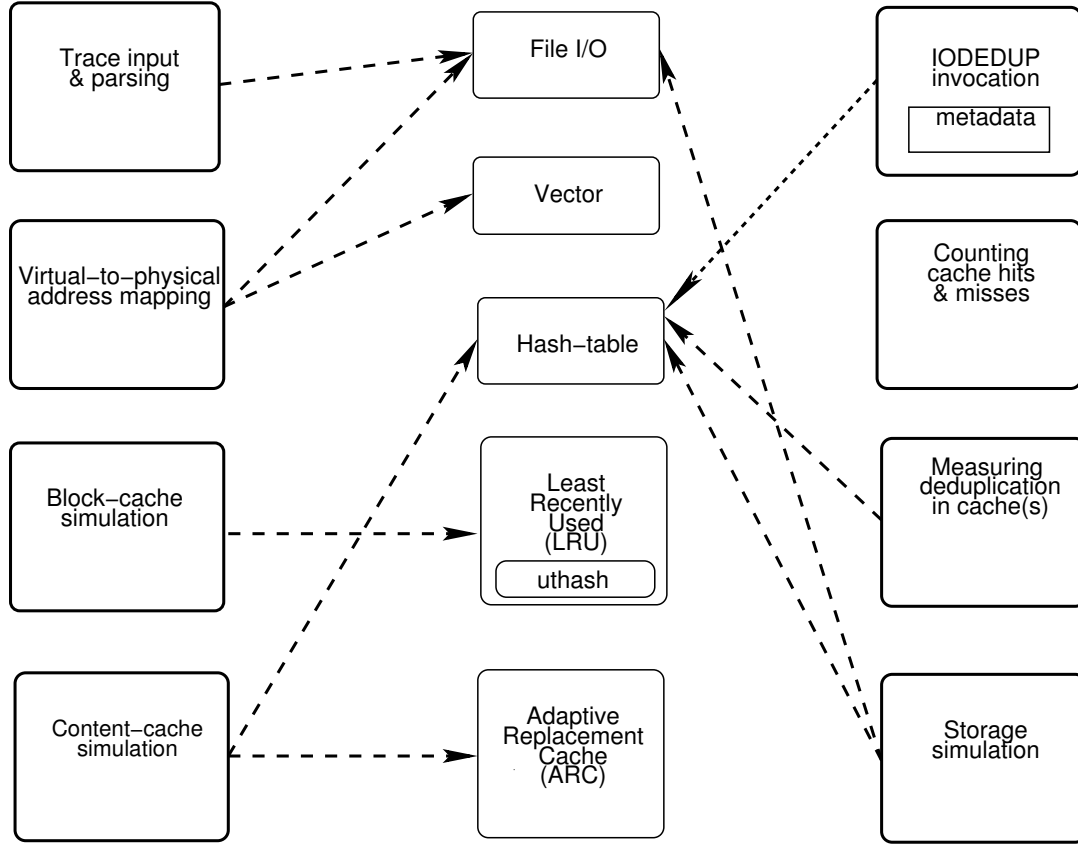 Trace input
& parsing
File I/O
IODEDUP
invocation
metadata
Vector
Virtual−to−physical
address mapping
Counting
cache hits
& misses
Hash−table
Block−cache
simulation
Least
Recently
Used
(LRU)
uthash
Measuring
deduplication
in cache(s)
Content−cache
simulation
Adaptive
Replacement
Cache
(ARC)
Storage
simulation